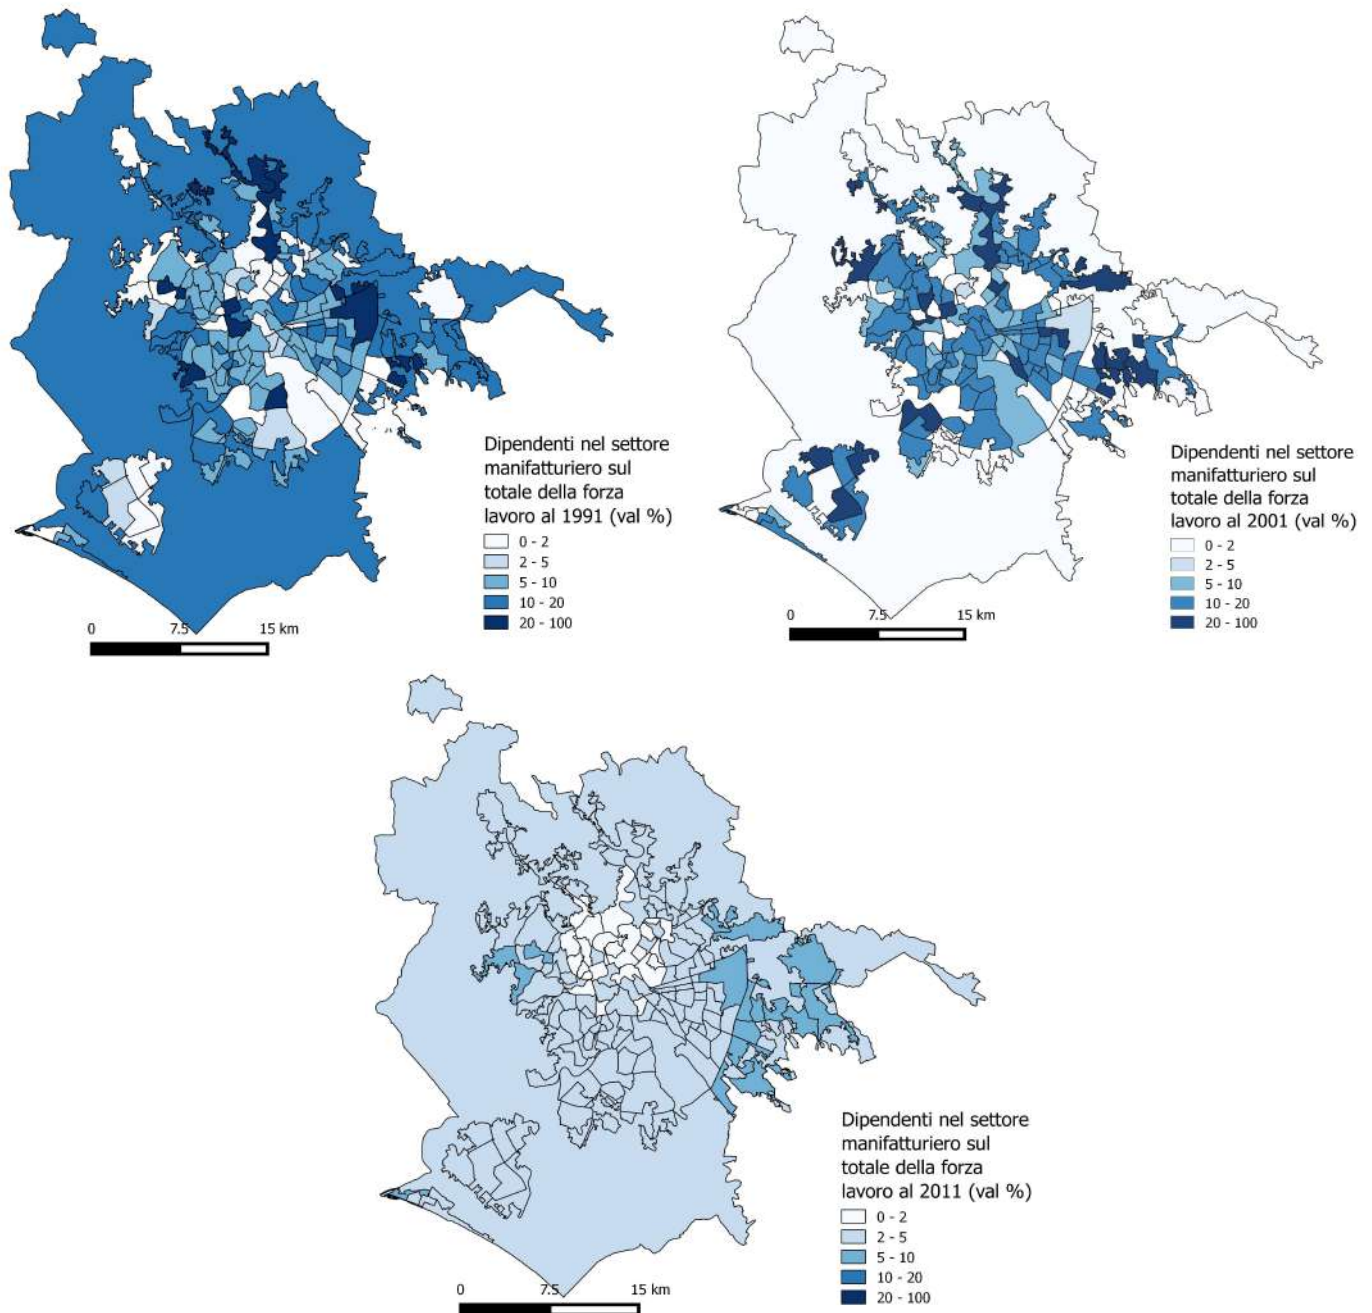 Dipendenti nel settore
manifatturiero sul
totale della forza
lavoro al 1991 (val %)
0 - 2
2 - 5
5 - 10
10 - 20
20 - 100
0 7.5 15 km
Dipendenti nel settore
manifatturiero sul
totale della forza
lavoro al 2001 (val %)
0 - 2
2 - 5
5 - 10
10 - 20
20 - 100
0 7.5 15 km
Dipendenti nel settore
manifatturiero sul
totale della forza
lavoro al 2011 (val %)
0 - 2
2 - 5
5 - 10
10 - 20
20 - 100
0 7.5 15 km